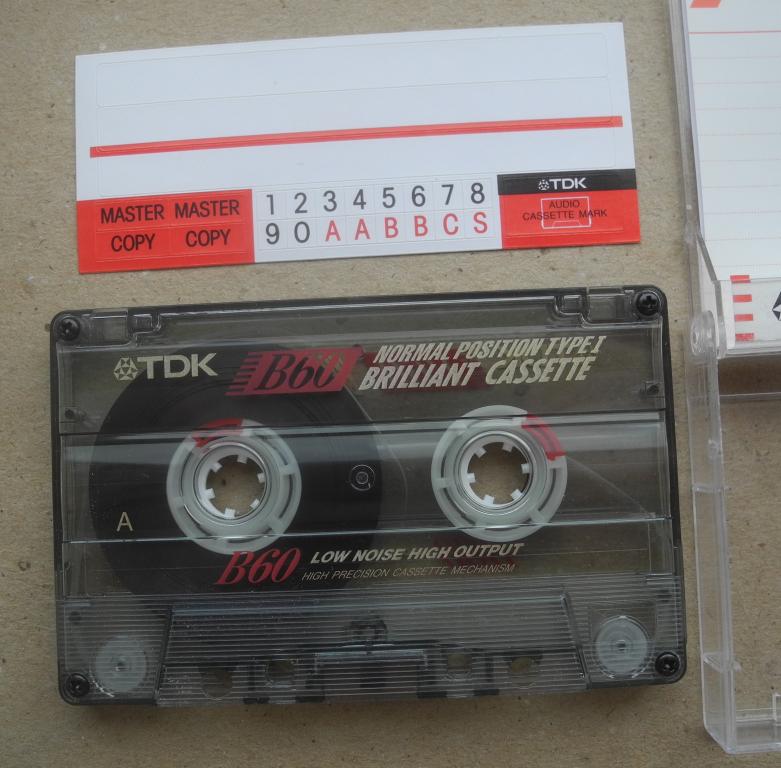 MASTER MASTER
COPY COPY
1 2 3 4 5 6 7 8
9 0 A A B B C S
TDK
AUDIO
CASSETTE MARK
TDK
B60
NORMAL POSITION TYPE I
BRILLIANT CASSETTE
A
B60
LOW NOISE HIGH OUTPUT
HIGH PRECISION CASSETTE MECHANISM